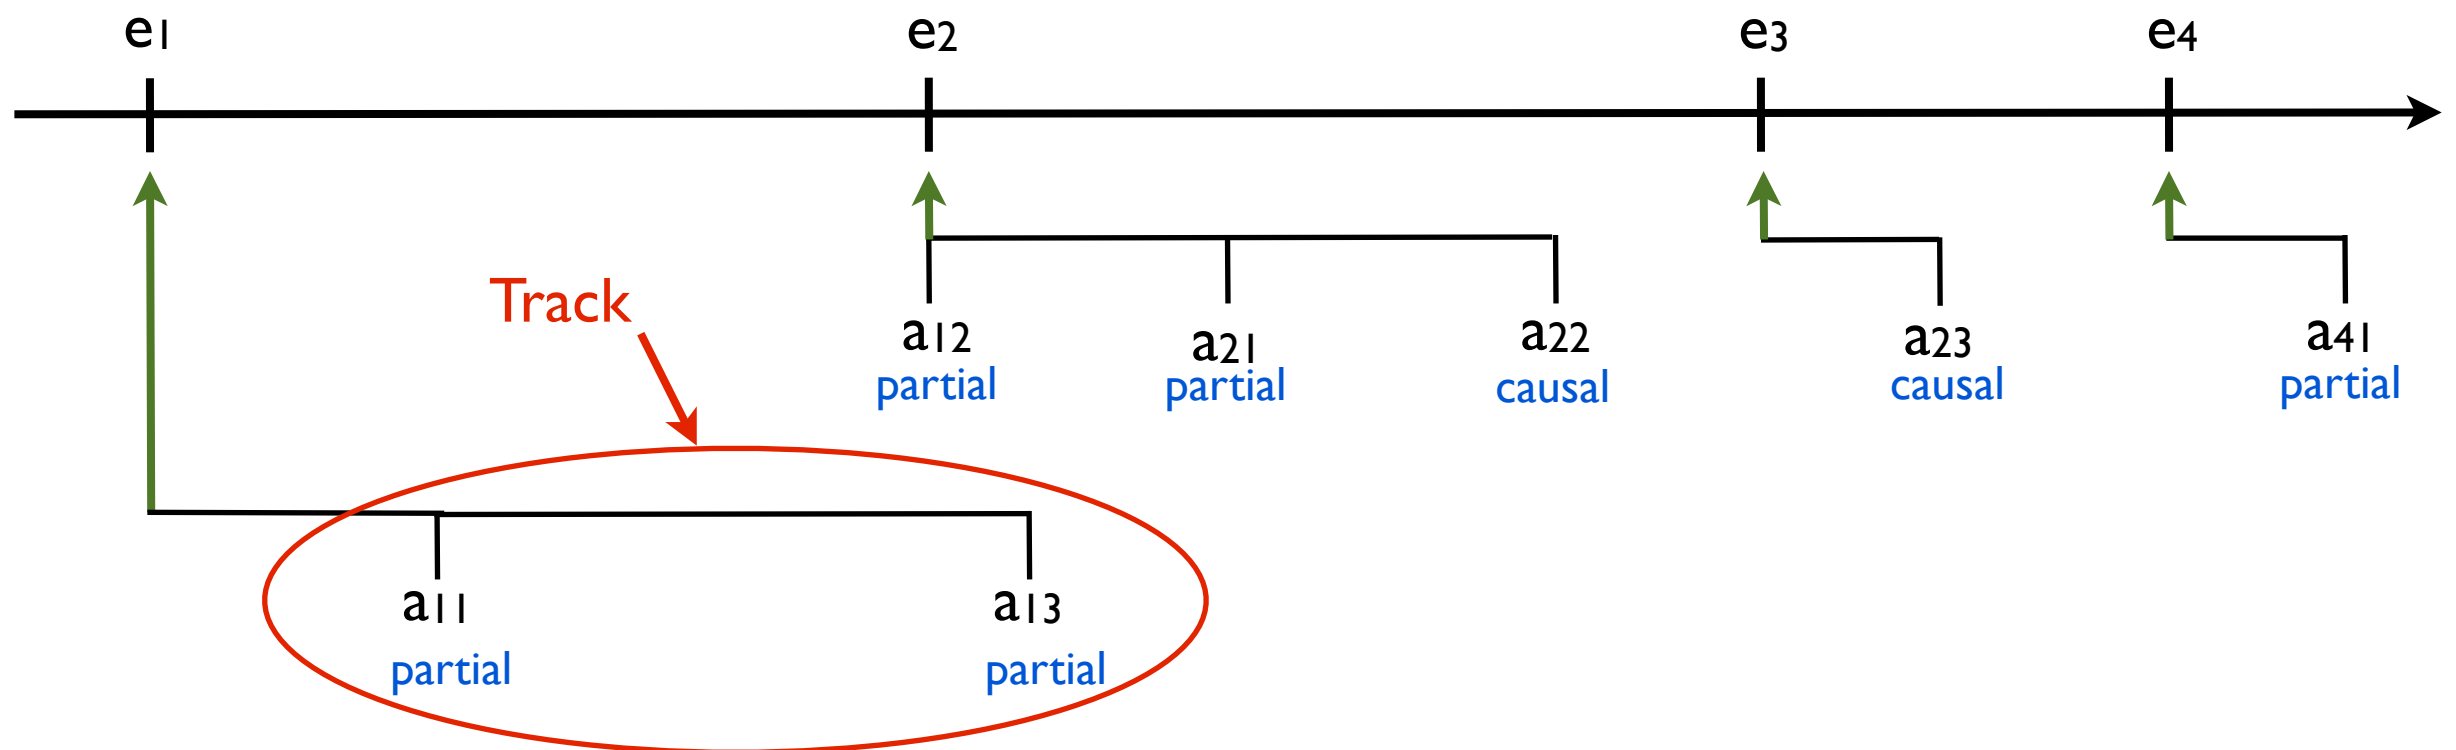 e1 e2 e3 e4
Track
a12 a21 a22 a23 a41
partial partial causal causal partial
a11 a13
partial partial